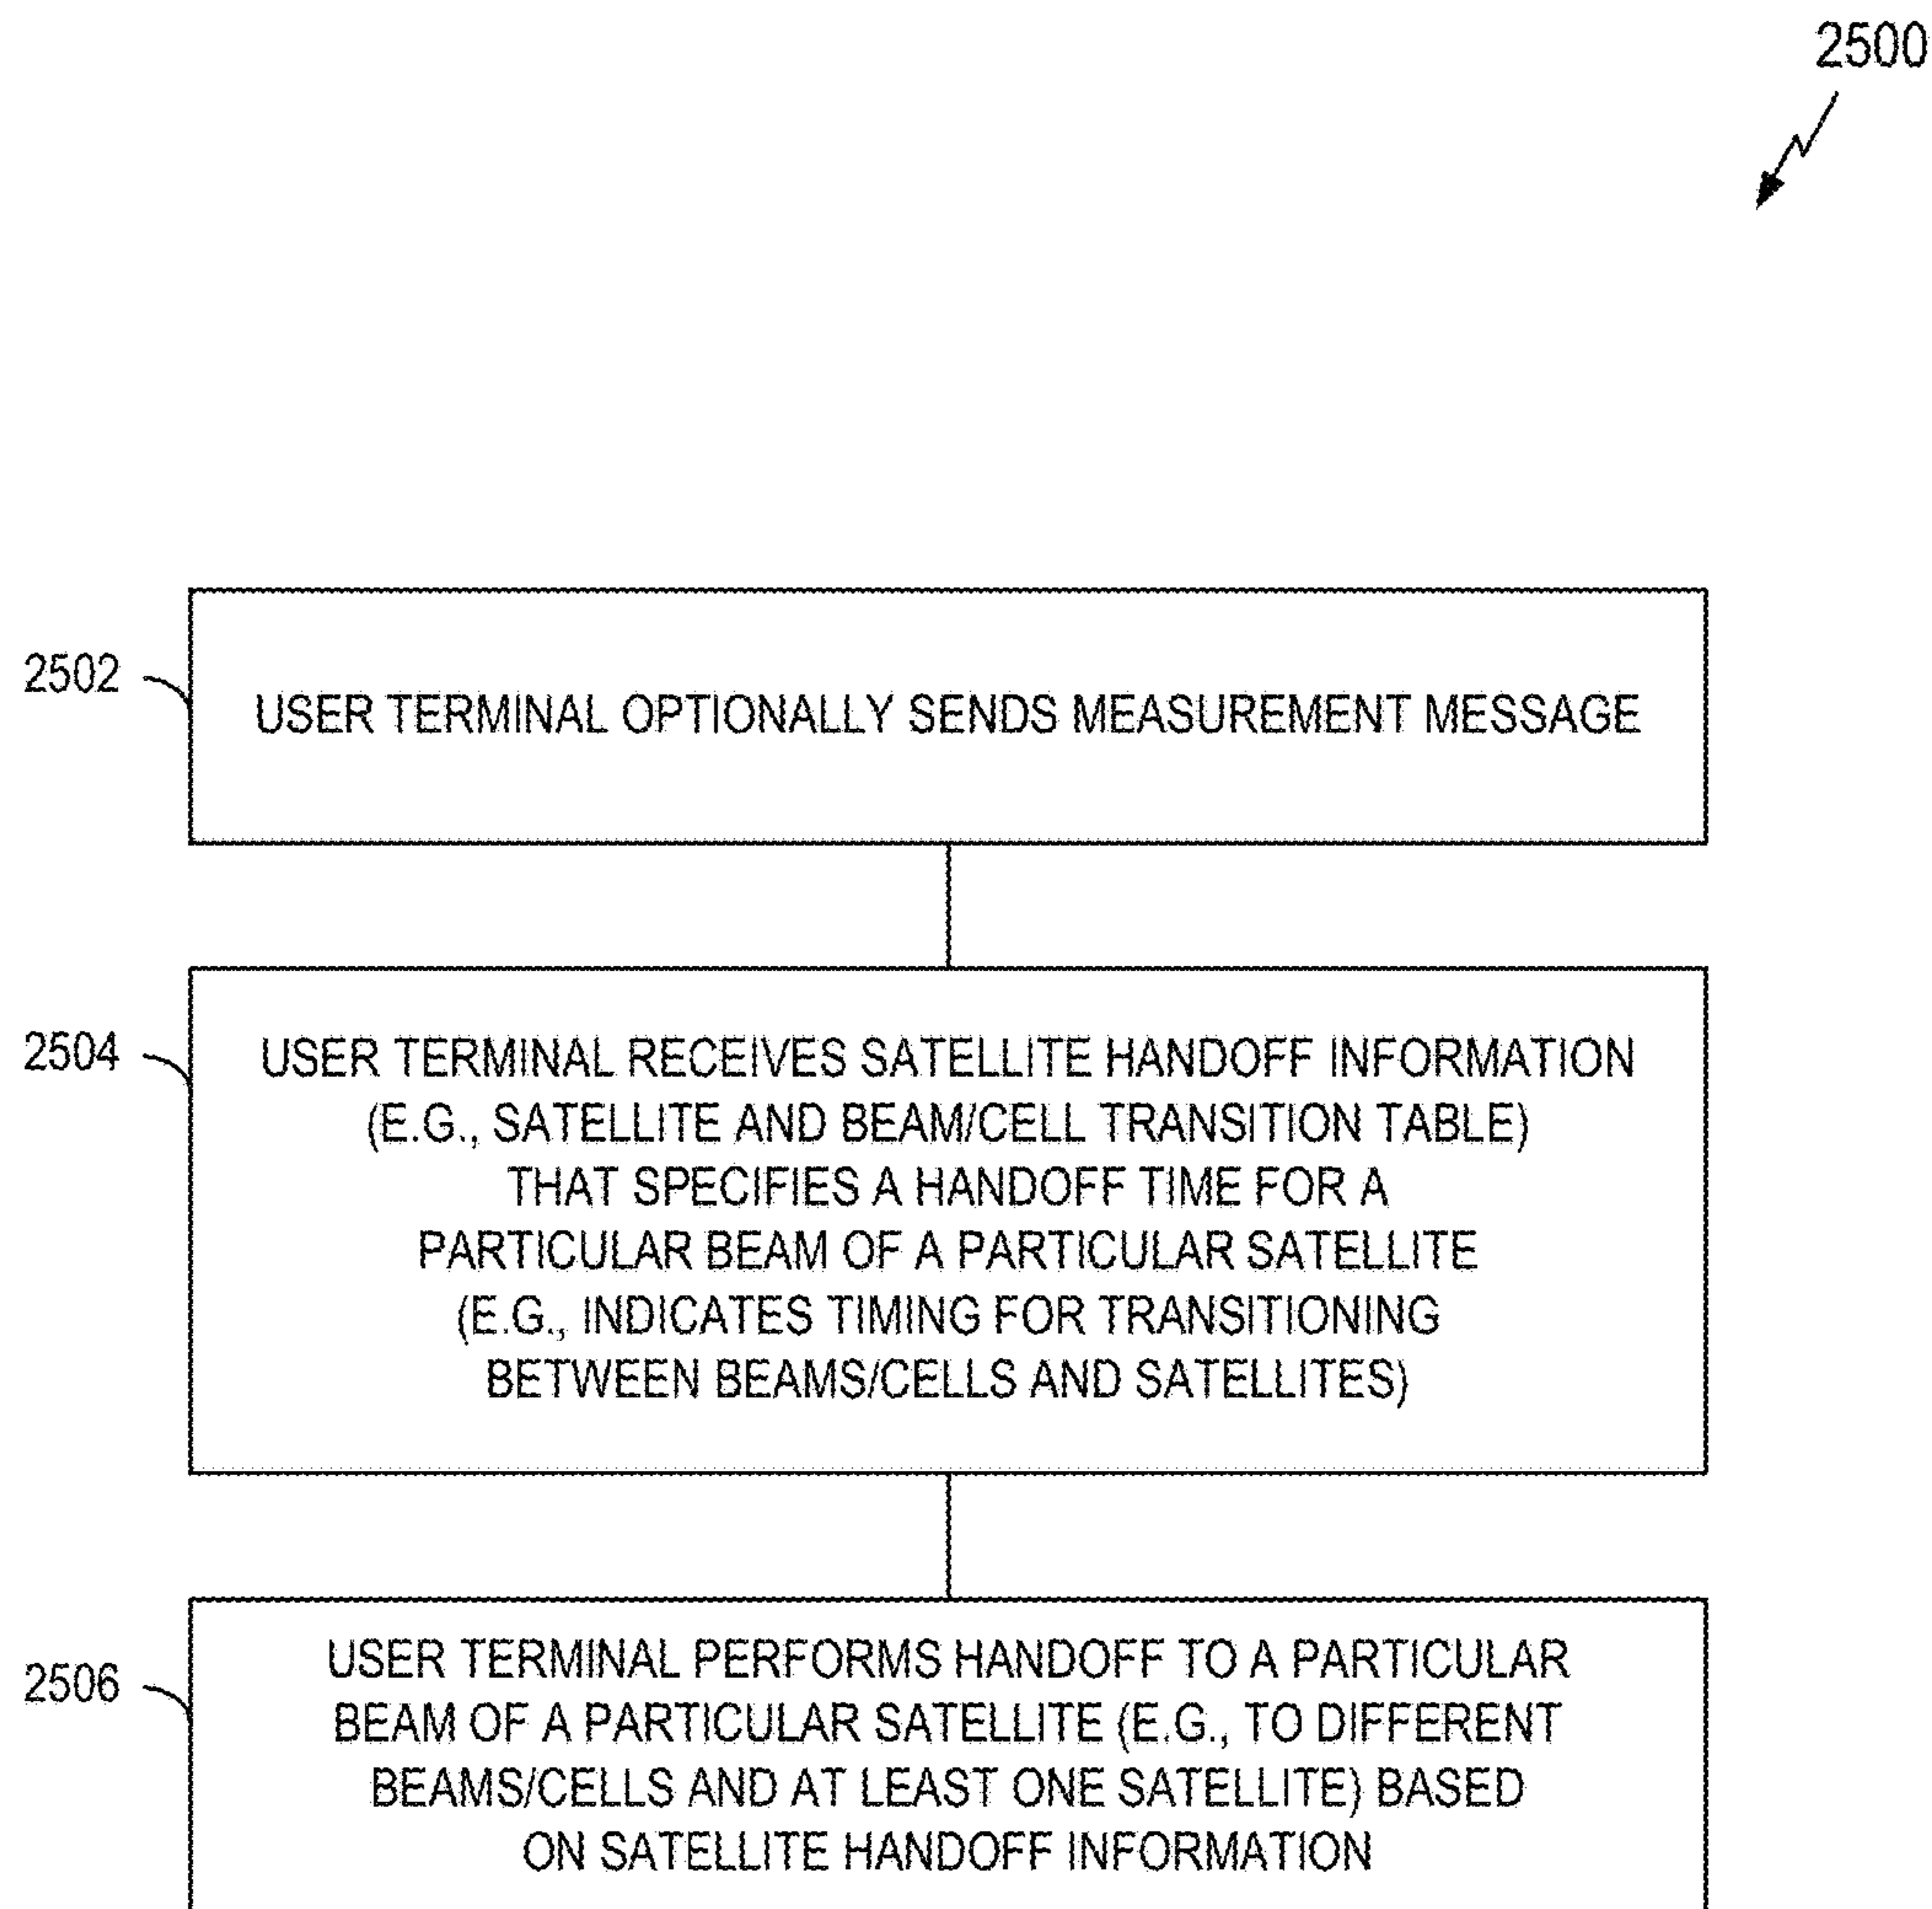 2500
2502
USER TERMINAL OPTIONALLY SENDS MEASUREMENT MESSAGE
2504
USER TERMINAL RECEIVES SATELLITE HANDOFF INFORMATION
(E.G., SATELLITE AND BEAM/CELL TRANSITION TABLE)
THAT SPECIFIES A HANDOFF TIME FOR A
PARTICULAR BEAM OF A PARTICULAR SATELLITE
(E.G., INDICATES TIMING FOR TRANSITIONING
BETWEEN BEAMS/CELLS AND SATELLITES)
2506
USER TERMINAL PERFORMS HANDOFF TO A PARTICULAR
BEAM OF A PARTICULAR SATELLITE (E.G., TO DIFFERENT
BEAMS/CELLS AND AT LEAST ONE SATELLITE) BASED
ON SATELLITE HANDOFF INFORMATION